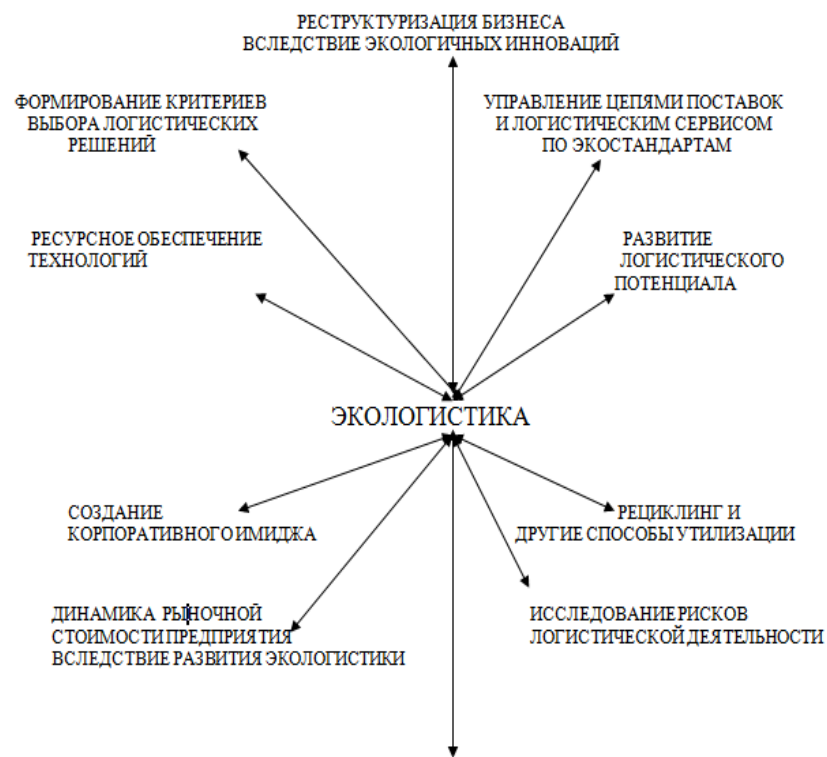 РЕСТРУКТУРИЗАЦИЯ БИЗНЕСА
ВСЛЕДСТВИЕ ЭКОЛОГИЧНЫХ ИННОВАЦИЙ
ФОРМИРОВАНИЕ КРИТЕРИЕВ
ВЫБОРА ЛОГИСТИЧЕСКИХ
РЕШЕНИЙ
УПРАВЛЕНИЕ ЦЕПЯМИ ПОСТАВОК
И ЛОГИСТИЧЕСКИМ СЕРВИСОМ
ПО ЭКОСТАНДАРТАМ
РЕСУРСНОЕ ОБЕСПЕЧЕНИЕ
ТЕХНОЛОГИЙ
РАЗВИТИЕ
ЛОГИСТИЧЕСКОГО
ПОТЕНЦИАЛА
ЭКОЛОГИСТИКА
СОЗДАНИЕ
КОРПОРАТИВНОГО ИМИДЖА
РЕЦИКЛИНГ И
ДРУГИЕ СПОСОБЫ УТИЛИЗАЦИИ
ДИНАМИКА РЫНОЧНОЙ
СТОИМОСТИ ПРЕДПРИЯТИЯ
ВСЛЕДСТВИЕ РАЗВИТИЯ ЭКОЛОГИСТИКИ
ИССЛЕДОВАНИЕ РИСКОВ
ЛОГИСТИЧЕСКОЙ ДЕЯТЕЛЬНОСТИ